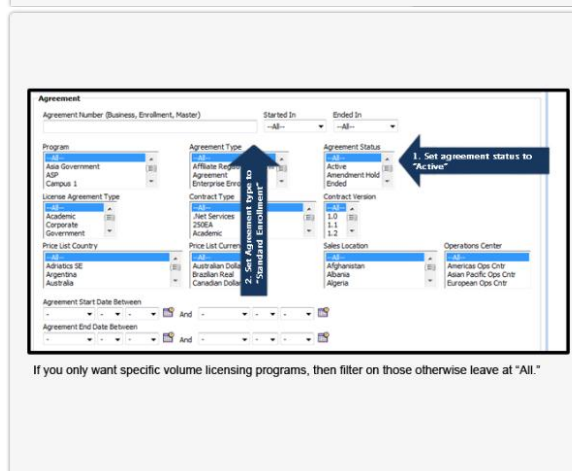 Agreement
Agreement Number (Business, Enrollment, Master) Started In Ended In
--All-- --All--
Program Agreement Type Agreement Status
--All-- --All-- --All--
Asia Government Affiliate Regist Active
ASP Agreement Amendment Hold
Campus 1 Enterprise Enro Ended
1. Set agreement status to
"Active"
2. Set Agreement type to
"Standard Enrollment"
License Agreement Type Contract Type Contract Version
--All-- --All-- --All--
Academic .Net Services 1.0
Corporate 250EA 1.1
Government Academic 1.2
Price List Country Price List Curren Sales Location Operations Center
--All-- --All-- --All-- --All--
Adriatics SE Australian Dolla Afghanistan Americas Ops Cntr
Argentina Brazilian Real Albania Asian Pacific Ops Cntr
Australia Canadian Dollar Algeria European Ops Cntr
Agreement Start Date Between
- - - And - - -
Agreement End Date Between
- - - And - - -
If you only want specific volume licensing programs, then filter on those otherwise leave at “All.”